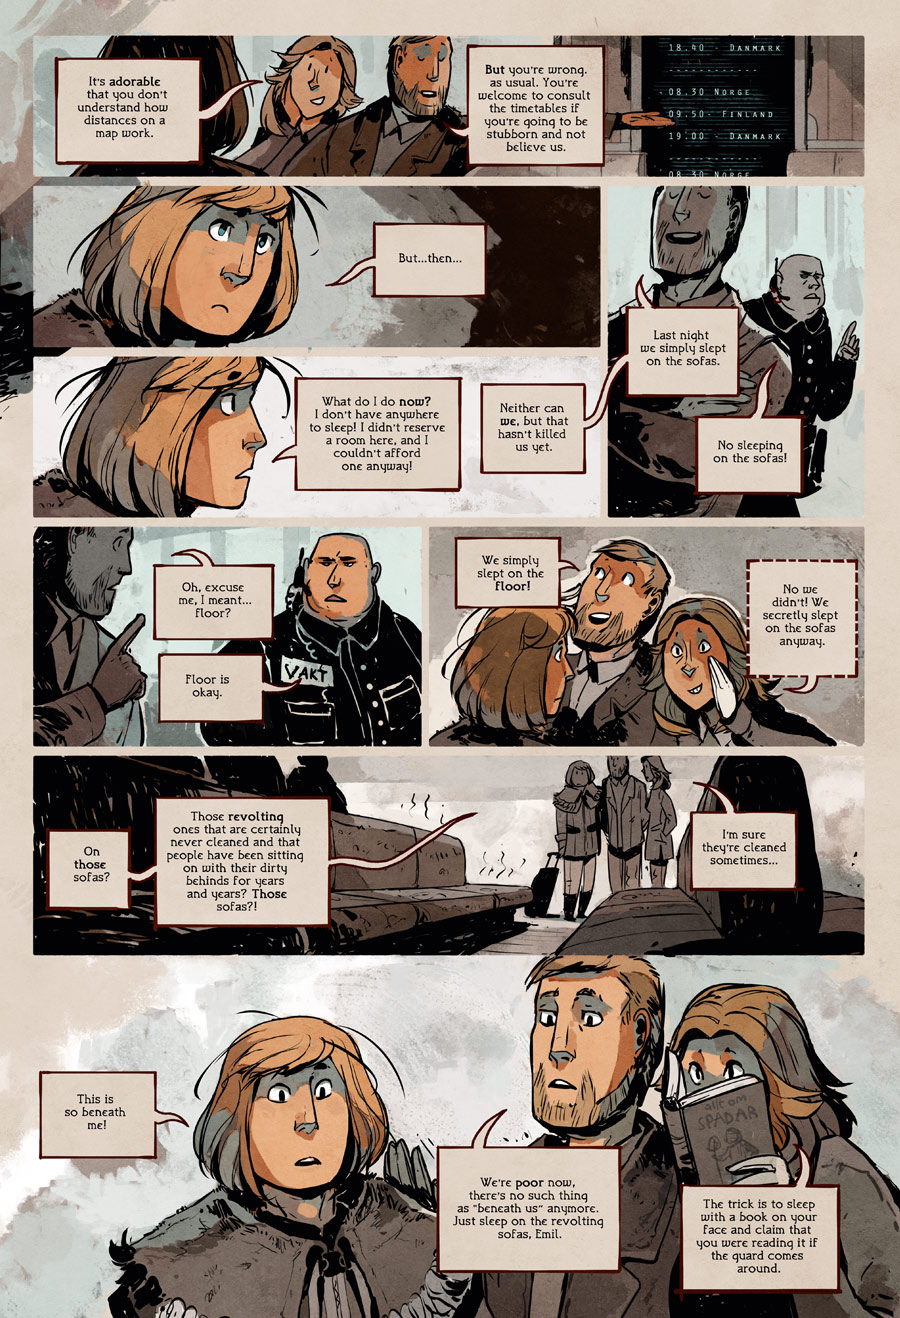 It's adorable
that you don't
understand how
distances on a
map work.
But you're wrong.
as usual. You're
welcome to consult
the timetables if
you're going to be
stubborn and not
believe us.
18.40 - Danmark
08.30 Norge
09.50- Finland
19.00 - Danmark
08.30 Norge
But...then...
Last night
we simply slept
on the sofas.
No sleeping
on the sofas!
What do I do now?
I don't have anywhere
to sleep! I didn't reserve
a room here, and I
couldn't afford
one anyway!
Neither can
we, but that
hasn't killed
us yet.
Oh, excuse
me, I meant...
floor?
VAKT
Floor is
okay.
We simply
slept on the
floor!
No we
didn't! We
secretly slept
on the sofas
anyway.
On
those
sofas?
Those revolting
ones that are certainly
never cleaned and that
people have been sitting
on with their dirty
behinds for years
and years? Those
sofas?!
I'm sure
they're cleaned
sometimes...
This is
so beneath
me!
We're poor now,
there's no such thing
as "beneath us" anymore.
Just sleep on the revolting
sofas, Emil.
allt om
SPADAR
The trick is to sleep
with a book on your
face and claim that
you were reading it if
the guard comes
around.